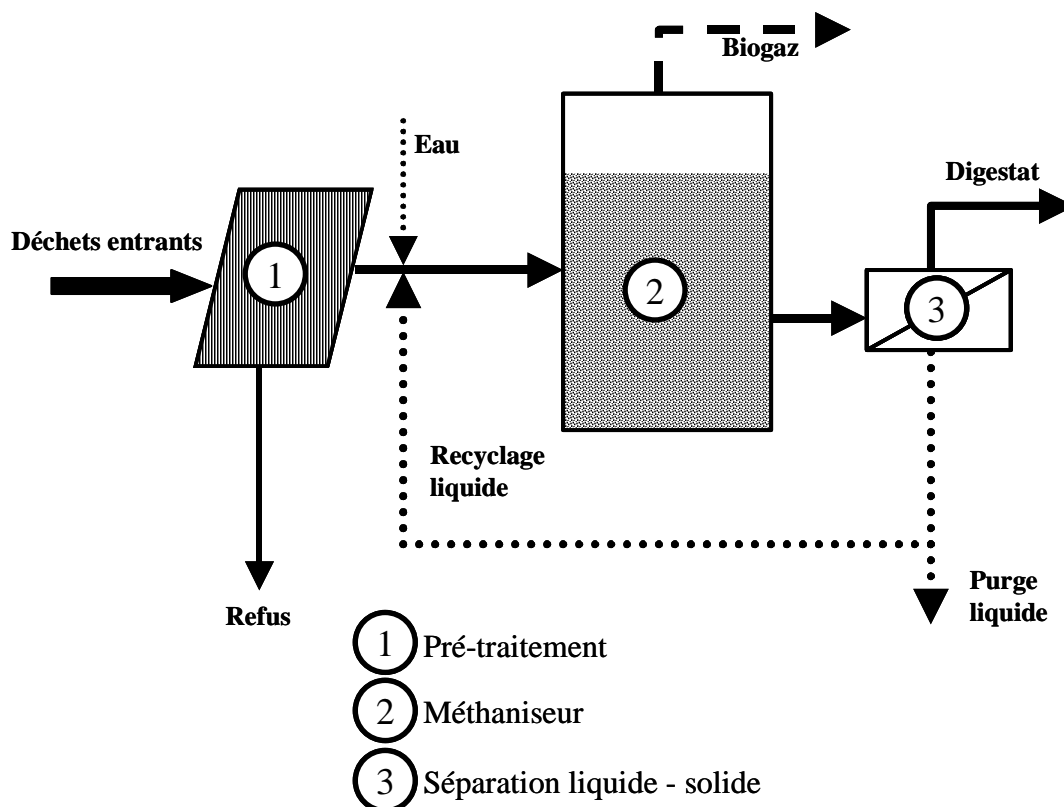 Biogaz
Eau
Digestat
Déchets entrants
1
2
3
Recyclage
liquide
Purge
liquide
Refus
1 Pré-traitement
2 Méthaniseur
3 Séparation liquide - solide